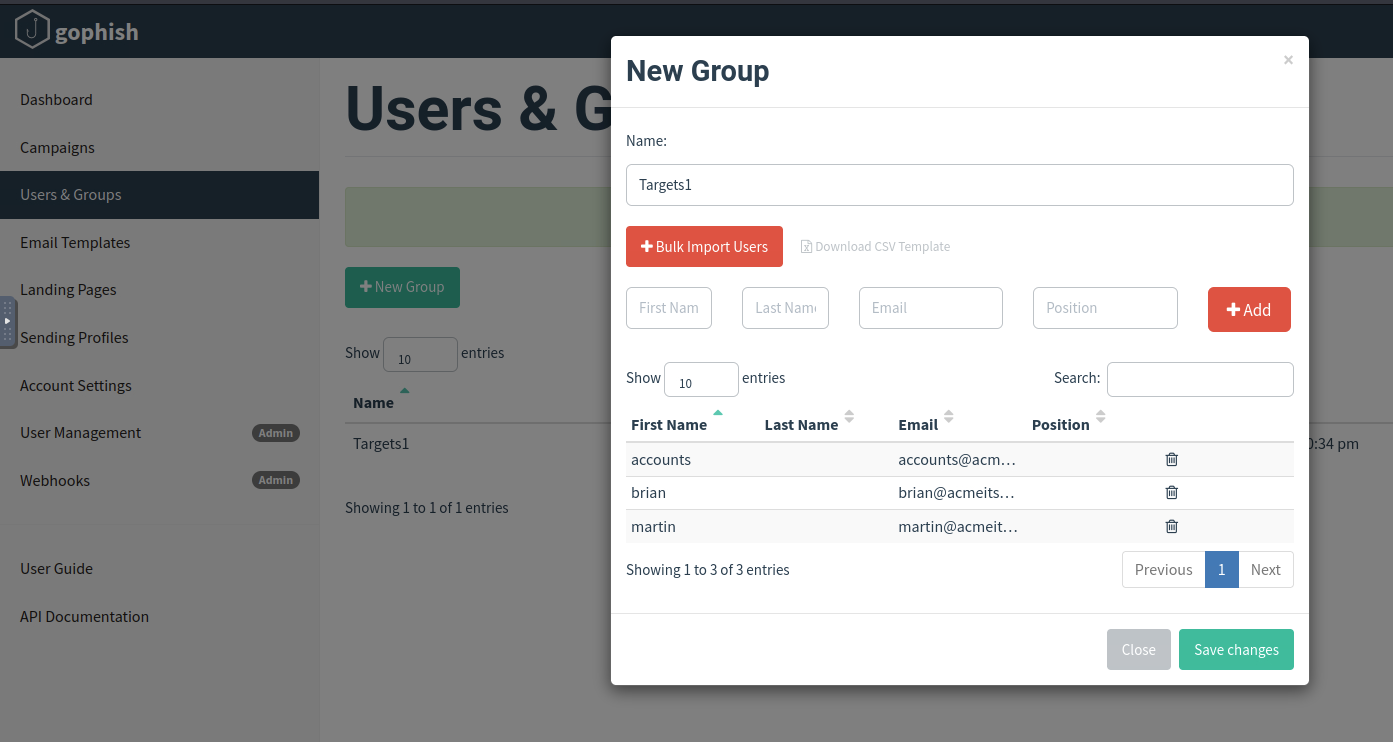 gophish
Dashboard
Campaigns
Users & Groups
Email Templates
Landing Pages
Sending Profiles
Account Settings
User Management Admin
Webhooks Admin
User Guide
API Documentation
Users & G
New Group
Show 10 entries
Name
Targets1
0:34 pm
Showing 1 to 1 of 1 entries
New Group
×
Name:
Targets1
Bulk Import Users Download CSV Template
First Nam Last Name Email Position Add
Show 10 entries Search:
First Name Last Name Email Position
accounts accounts@acm…
brian brian@acmeits…
martin martin@acmeit…
Showing 1 to 3 of 3 entries Previous 1 Next
Close Save changes